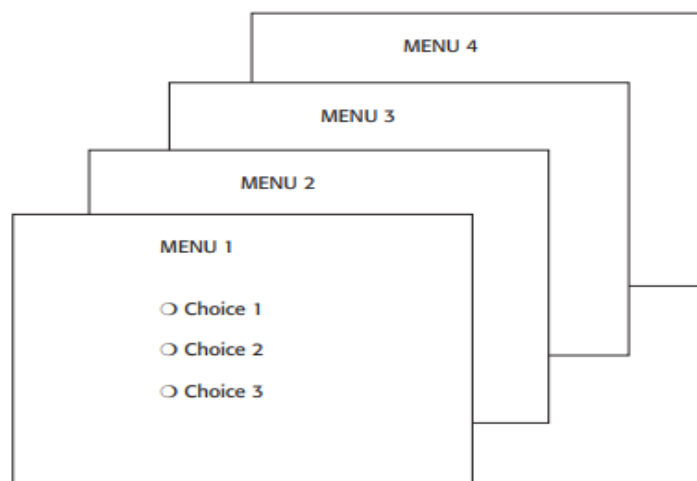 MENU 4
MENU 3
MENU 2
MENU 1
❍ Choice 1
❍ Choice 2
❍ Choice 3